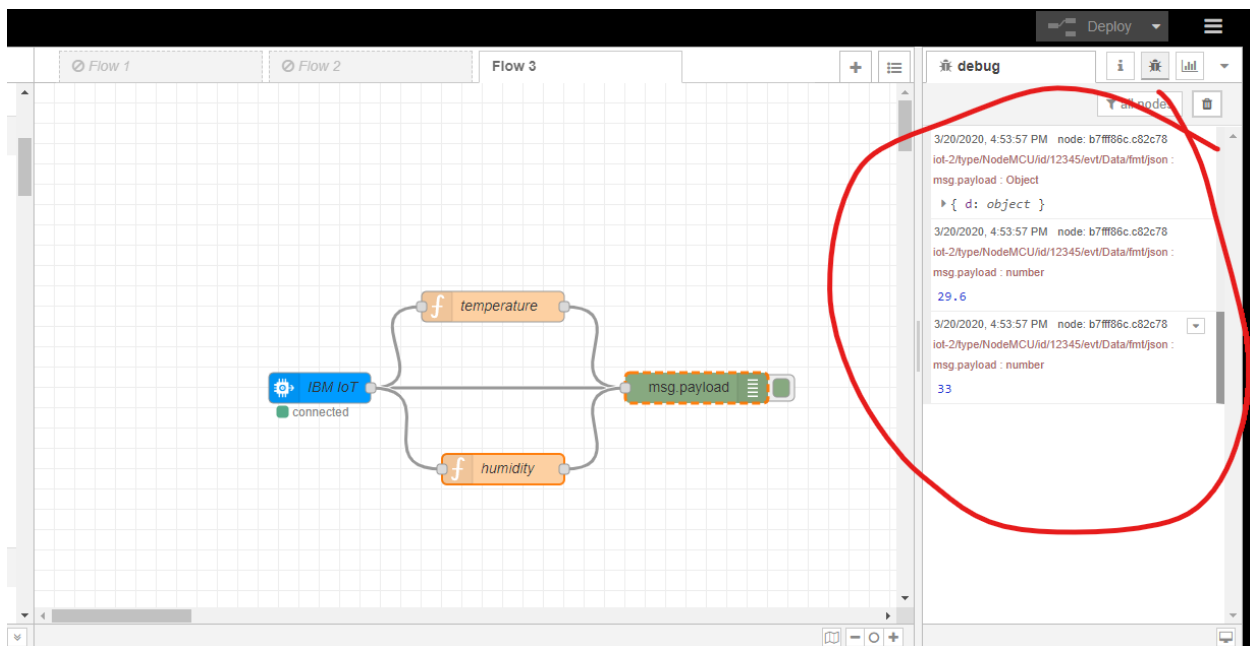 Deploy
Flow 1
Flow 2
Flow 3
debug
i
all nodes
3/20/2020, 4:53:57 PM node: b7fff86c.c82c78
iot-2/type/NodeMCU/id/12345/evt/Data/fmt/json :
msg.payload : Object
{ d: object }
3/20/2020, 4:53:57 PM node: b7fff86c.c82c78
iot-2/type/NodeMCU/id/12345/evt/Data/fmt/json :
msg.payload : number
29.6
3/20/2020, 4:53:57 PM node: b7fff86c.c82c78
iot-2/type/NodeMCU/id/12345/evt/Data/fmt/json :
msg.payload : number
33
f temperature
IBM IoT
connected
msg.payload
f humidity